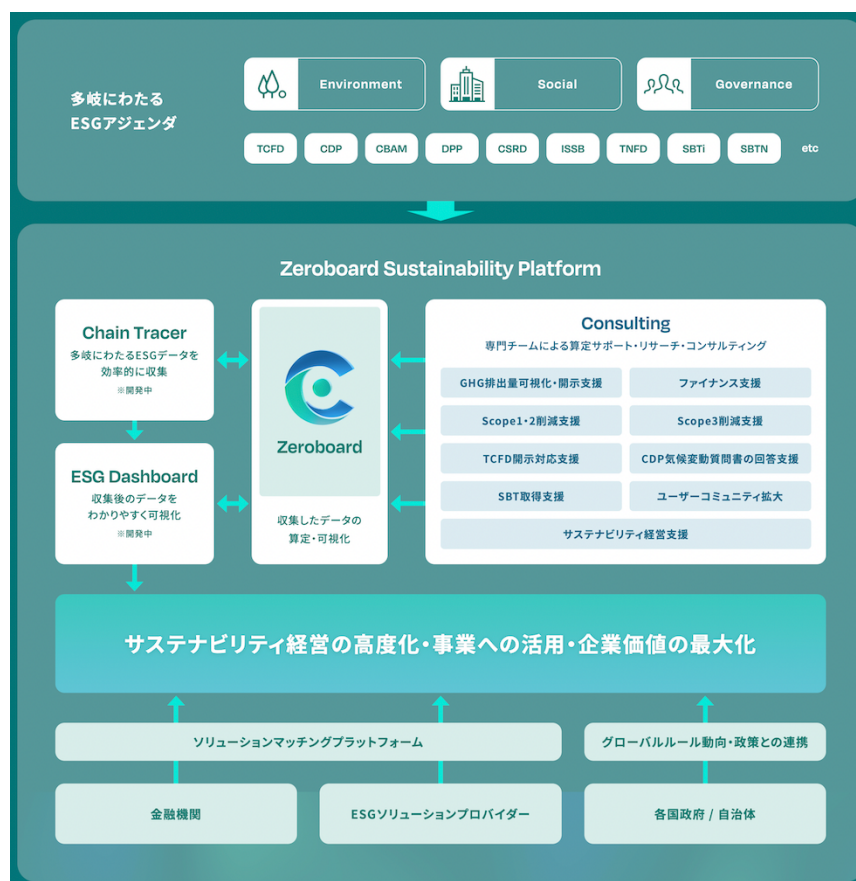 多岐にわたる
ESGアジェンダ
Environment
Social
Governance
TCFD
CDP
CBAM
DPP
CSRD
ISSB
TNFD
SBTi
SBTN
etc
Zeroboard Sustainability Platform
Chain Tracer
多岐にわたるESGデータを
効率的に収集
※開発中
ESG Dashboard
収集後のデータを
わかりやすく可視化
※開発中
Zeroboard
収集したデータの
算定・可視化
Consulting
専門チームによる算定サポート・リサーチ・コンサルティング
GHG排出量可視化・開示支援
ファイナンス支援
Scope1・2削減支援
Scope3削減支援
TCFD開示対応支援
CDP気候変動質問書の回答支援
SBT取得支援
ユーザーコミュニティ拡大
サステナビリティ経営支援
サステナビリティ経営の高度化・事業への活用・企業価値の最大化
ソリューションマッチングプラットフォーム
グローバルルール動向・政策との連携
金融機関
ESGソリューションプロバイダー
各国政府 / 自治体